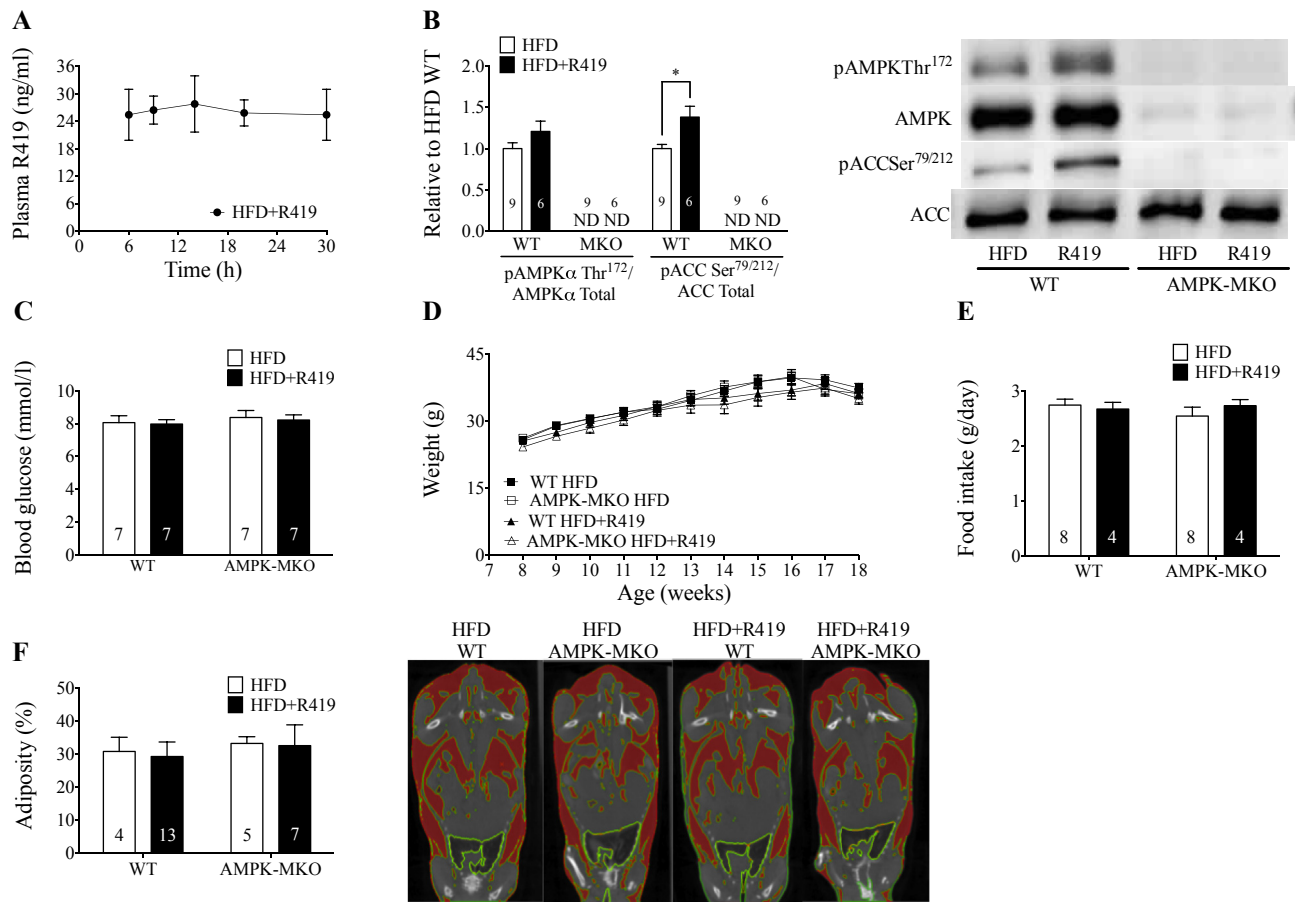 A
Plasma R419 (ng/ml)
36
31
27
22
18
13
9
4
0
HFD+R419
0 6 12 18 24 30
Time (h)
B
HFD
HFD+R419
Relative to HFD WT
2.0
1.5
1.0
0.5
0.0
*
9 6 9 6 9 6 9 6
ND ND ND ND
WT MKO WT MKO
pAMPKα Thr172/ pACC Ser79/212/
AMPKα Total ACC Total
pAMPKThr172
AMPK
pACCSer79/212
ACC
HFD R419 HFD R419
WT AMPK-MKO
C
HFD
HFD+R419
Blood glucose (mmol/l)
10
8
6
4
2
0
7 7 7 7
WT AMPK-MKO
D
Weight (g)
45
30
15
0
WT HFD
AMPK-MKO HFD
WT HFD+R419
AMPK-MKO HFD+R419
7 8 9 10 11 12 13 14 15 16 17 18
Age (weeks)
E
HFD
HFD+R419
Food intake (g/day)
3
2
1
0
8 4 8 4
WT AMPK-MKO
F
HFD
HFD+R419
Adiposity (%)
50
40
30
20
10
0
4 13 5 7
WT AMPK-MKO
HFD HFD HFD+R419 HFD+R419
WT AMPK-MKO WT AMPK-MKO